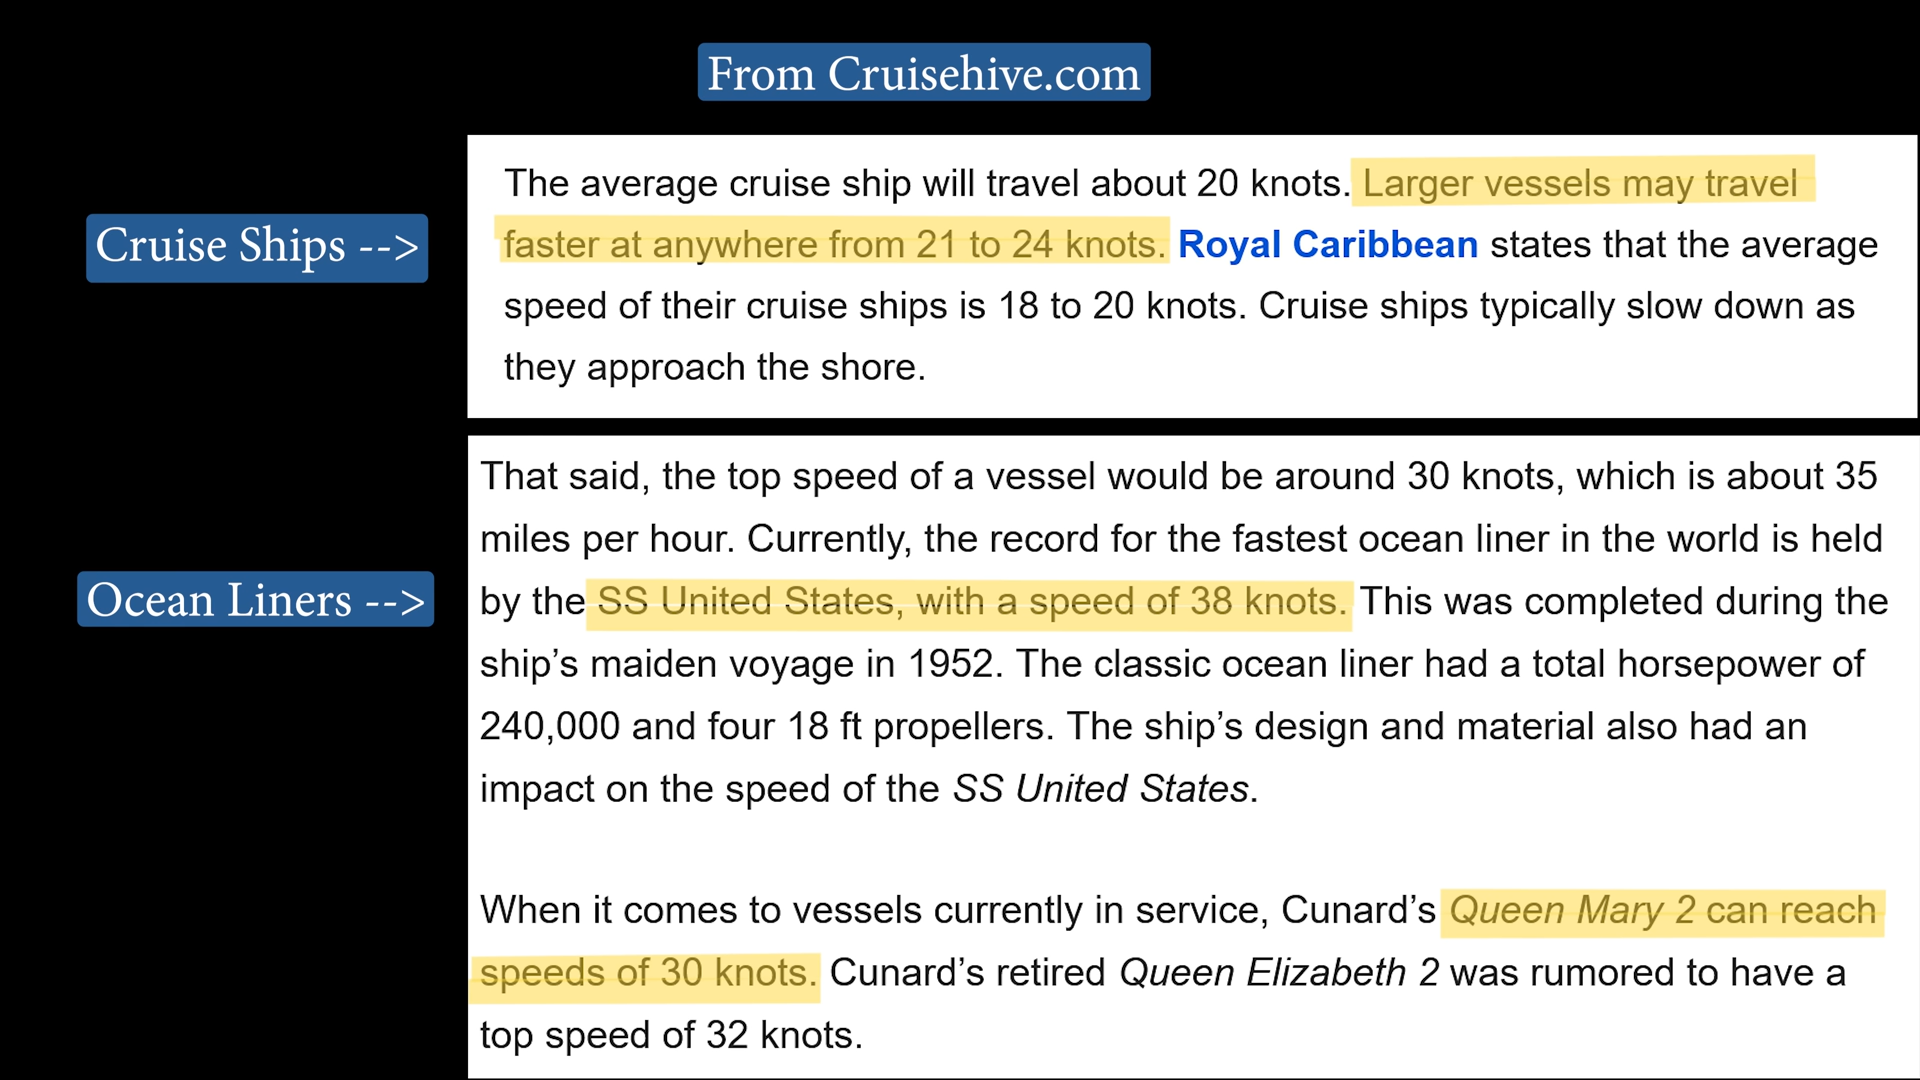 From Cruisehive.com
Cruise Ships -->
The average cruise ship will travel about 20 knots. Larger vessels may travel
faster at anywhere from 21 to 24 knots. Royal Caribbean states that the average
speed of their cruise ships is 18 to 20 knots. Cruise ships typically slow down as
they approach the shore.
Ocean Liners -->
That said, the top speed of a vessel would be around 30 knots, which is about 35
miles per hour. Currently, the record for the fastest ocean liner in the world is held
by the SS United States, with a speed of 38 knots. This was completed during the
ship’s maiden voyage in 1952. The classic ocean liner had a total horsepower of
240,000 and four 18 ft propellers. The ship’s design and material also had an
impact on the speed of the SS United States.
When it comes to vessels currently in service, Cunard’s Queen Mary 2 can reach
speeds of 30 knots. Cunard’s retired Queen Elizabeth 2 was rumored to have a
top speed of 32 knots.